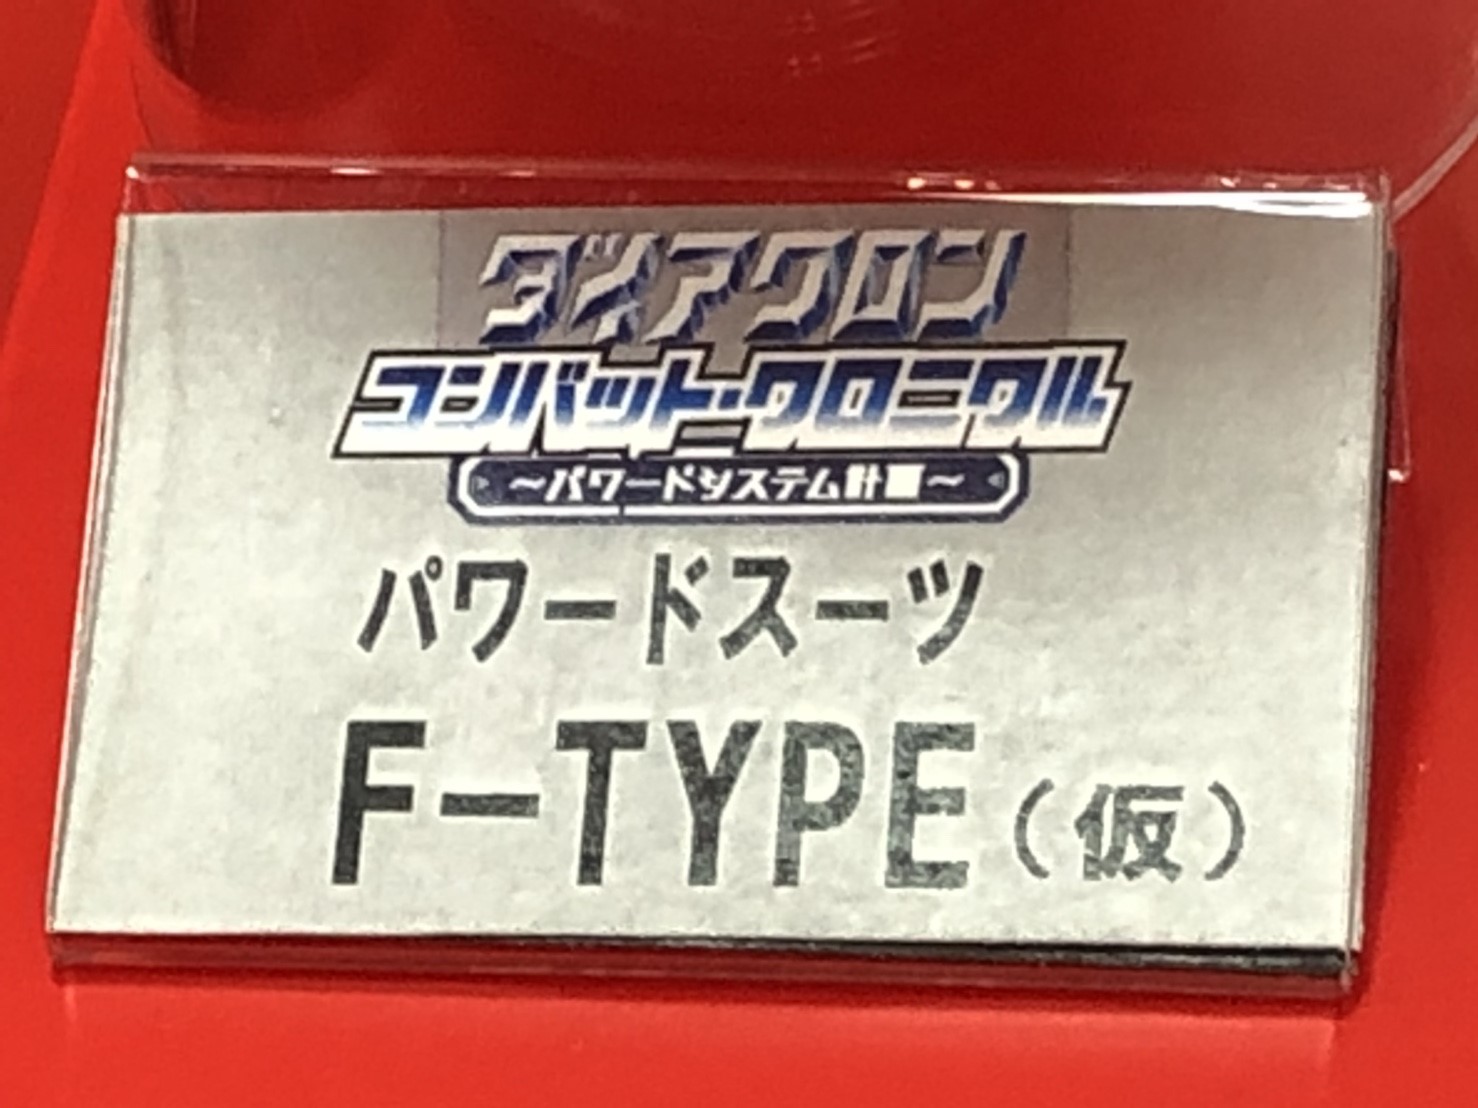 ダイアクロン
コンバット・クロニクル
～パワードシステム計画～
パワードスーツ
F-TYPE（仮）